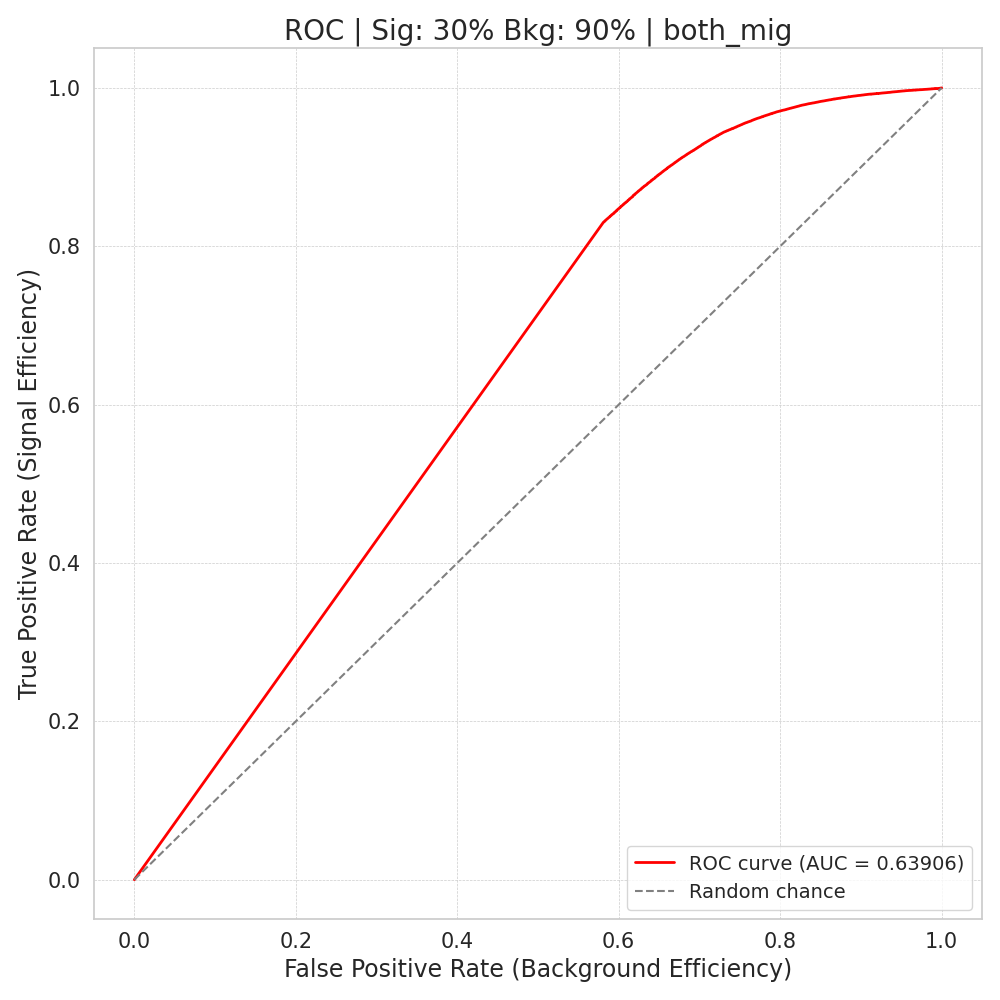 ROC | Sig: 30% Bkg: 90% | both_mig
True Positive Rate (Signal Efficiency)
1.0
0.8
0.6
0.4
0.2
0.0
ROC curve (AUC = 0.63906)
Random chance
0.0 0.2 0.4 0.6 0.8 1.0
False Positive Rate (Background Efficiency)